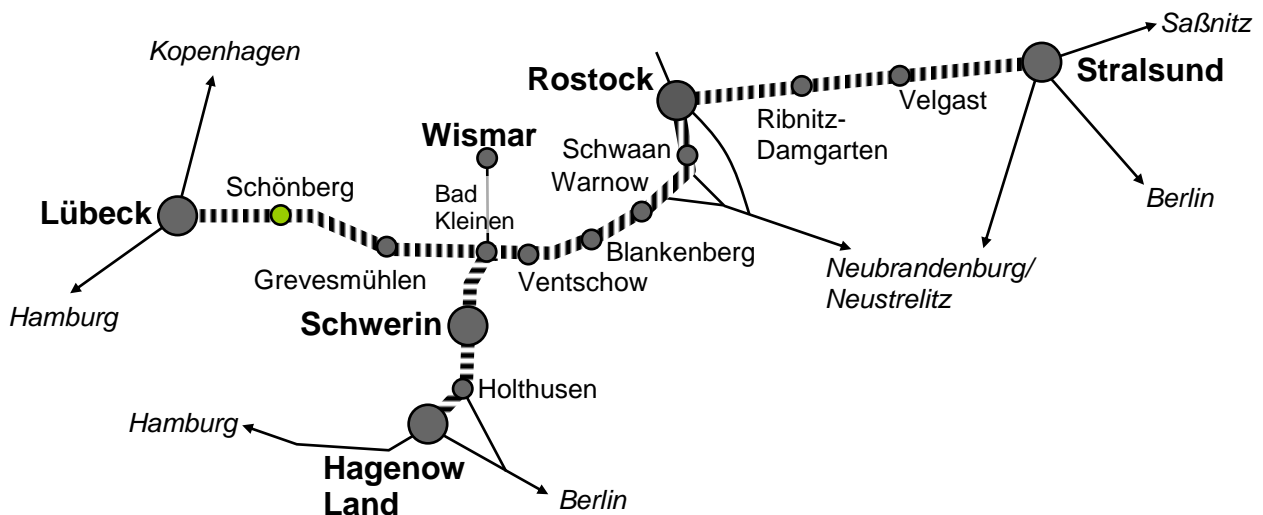 Saßnitz
Kopenhagen
Rostock
Stralsund
Velgast
Ribnitz-
Damgarten
Wismar
Schwaan
Warnow
Schönberg
Bad
Kleinen
Berlin
Lübeck
Blankenberg
Grevesmühlen
Ventschow
Neubrandenburg/
Neustrelitz
Hamburg
Schwerin
Holthusen
Hamburg
Hagenow
Land
Berlin